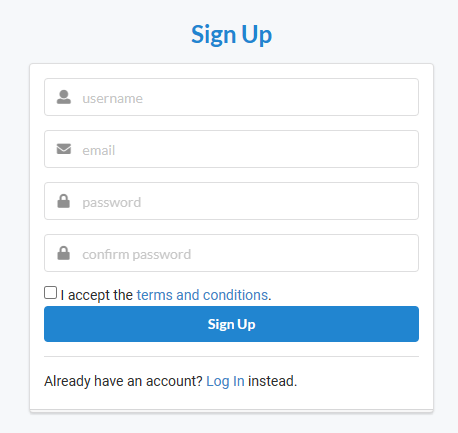 Sign Up
username
email
password
confirm password
I accept the terms and conditions.
Sign Up
Already have an account? Log In instead.